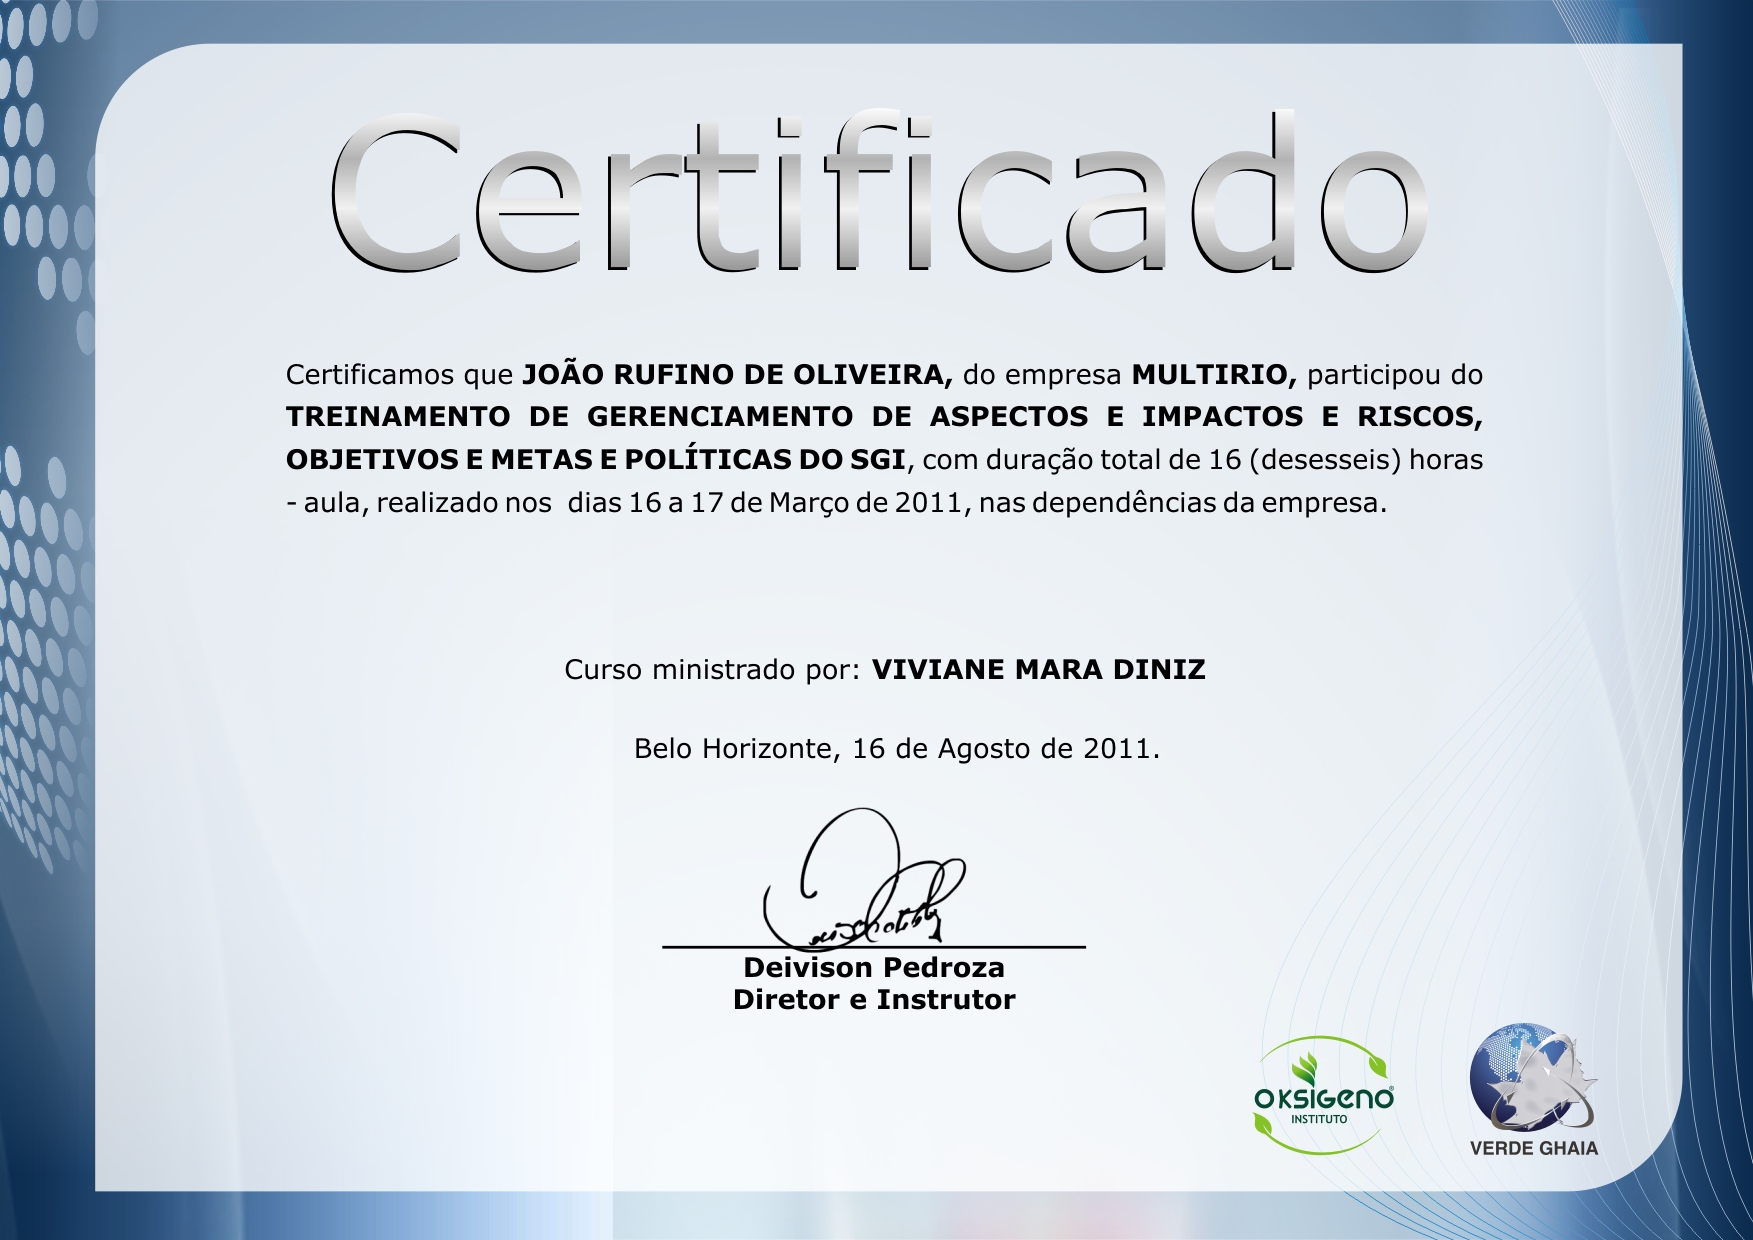 Certificado
Certificamos que JOÃO RUFINO DE OLIVEIRA, do empresa MULTIRIO, participou do
TREINAMENTO DE GERENCIAMENTO DE ASPECTOS E IMPACTOS E RISCOS,
OBJETIVOS E METAS E POLÍTICAS DO SGI, com duração total de 16 (desesseis) horas
- aula, realizado nos dias 16 a 17 de Março de 2011, nas dependências da empresa.
Curso ministrado por: VIVIANE MARA DINIZ
Belo Horizonte, 16 de Agosto de 2011.
Deivison Pedroza
Diretor e Instrutor
OKSIGENO®
INSTITUTO
VERDE GHAIA